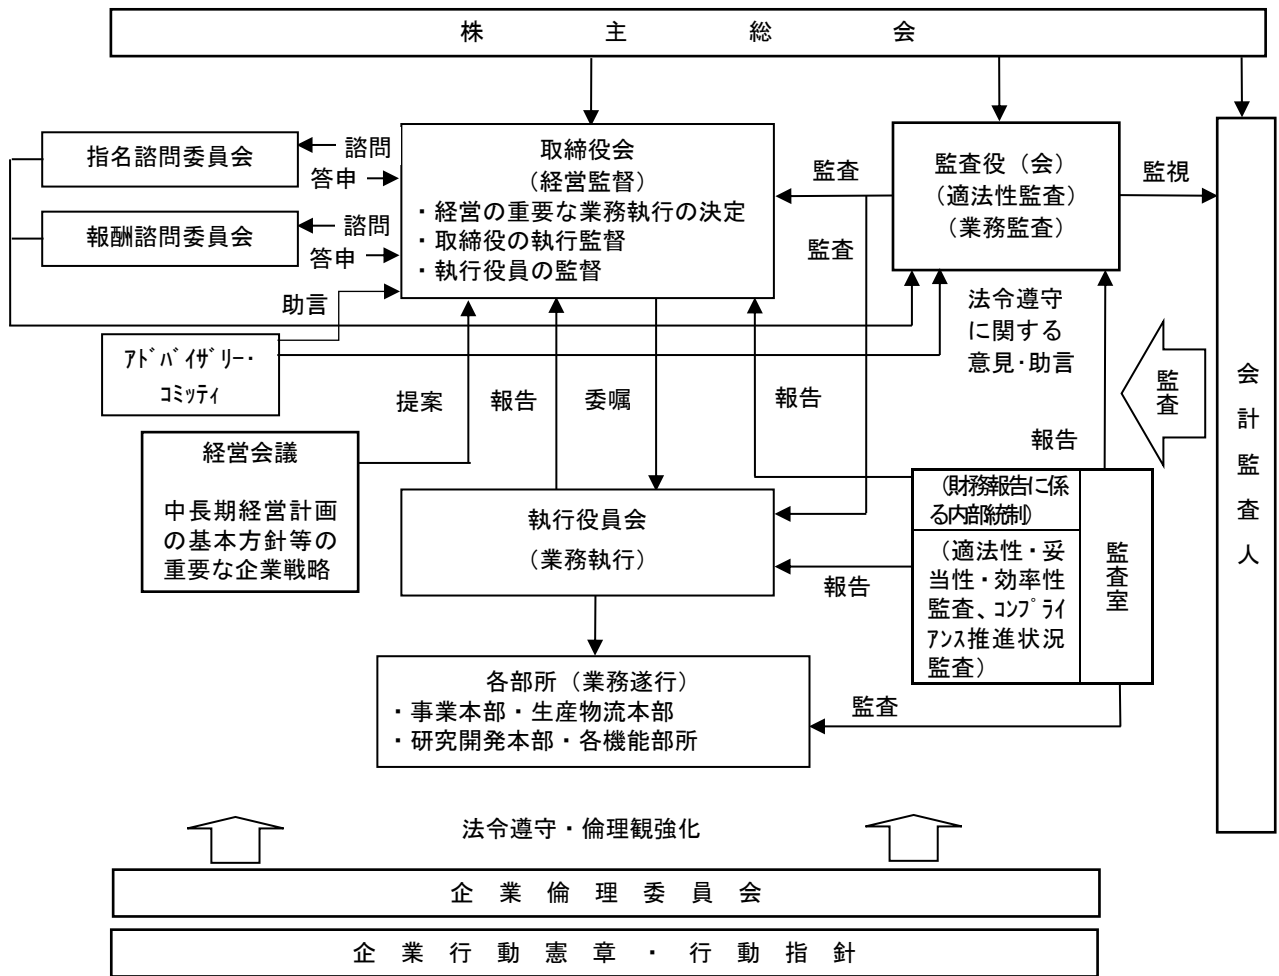 株主総会
指名諮問委員会
諮問
答申
報酬諮問委員会
諮問
答申
取締役会
（経営監督）
・経営の重要な業務執行の決定
・取締役の執行監督
・執行役員の監督
監査
監査
監査役（会）
（適法性監査）
（業務監査）
監視
助言
ｱﾄﾞﾊﾞｲｻﾞﾘｰ・
ｺﾐｯﾃｨ
法令遵守
に関する
意見・助言
提案
報告
委嘱
報告
報告
監査
会計監査人
経営会議
中長期経営計画
の基本方針等の
重要な企業戦略
執行役員会
（業務執行）
報告
（財務報告に係
る内部統制）
（適法性・妥
当性・効率性
監査、ｺﾝﾌﾟﾗｲ
ｱﾝｽ推進状況
監査）
監査室
各部所（業務遂行）
・事業本部・生産物流本部
・研究開発本部・各機能部所
監査
法令遵守・倫理観強化
企業倫理委員会
企業行動憲章・行動指針